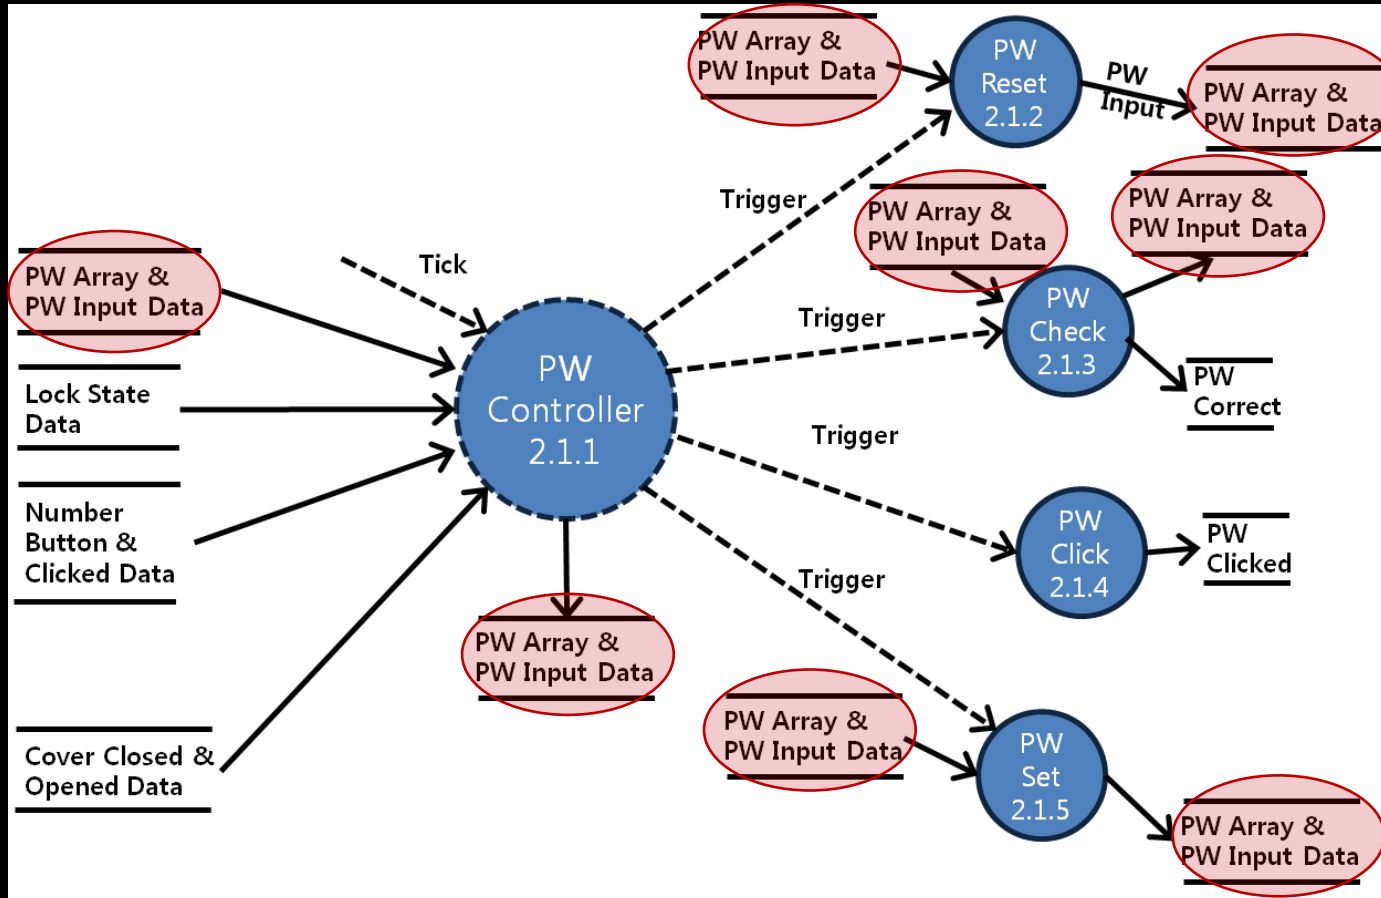 PW Array &
PW Input Data
PW
Reset
2.1.2
PW
Input
PW Array &
PW Input Data
Trigger
PW Array &
PW Input Data
PW Array &
PW Input Data
Tick
PW Array &
PW Input Data
Trigger
PW
Check
2.1.3
PW
Correct
Lock State
Data
PW
Controller
2.1.1
Trigger
Number
Button &
Clicked Data
PW
Click
2.1.4
PW
Clicked
Trigger
PW Array &
PW Input Data
PW Array &
PW Input Data
PW
Set
2.1.5
Cover Closed &
Opened Data
PW Array &
PW Input Data